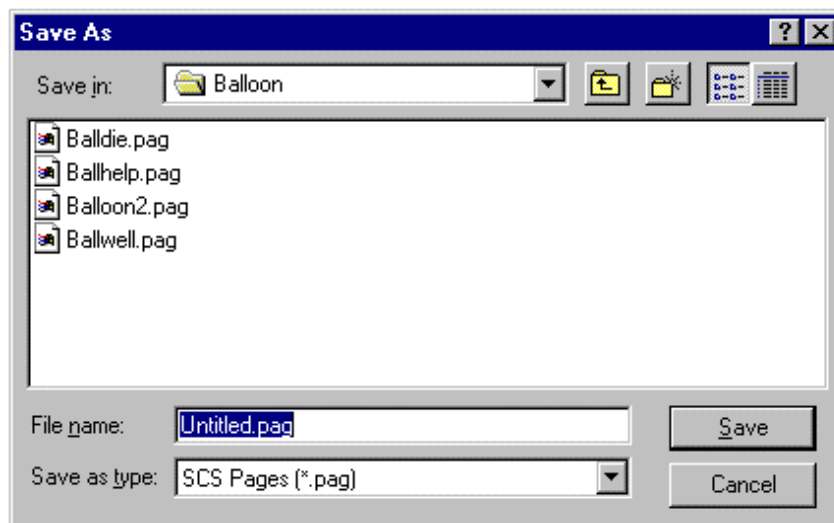 Save As
Save in: Balloon
Balldie.pag
Ballhelp.pag
Balloon2.pag
Ballwell.pag
File name: Untitled.pag Save
Save as type: SCS Pages (*.pag) Cancel